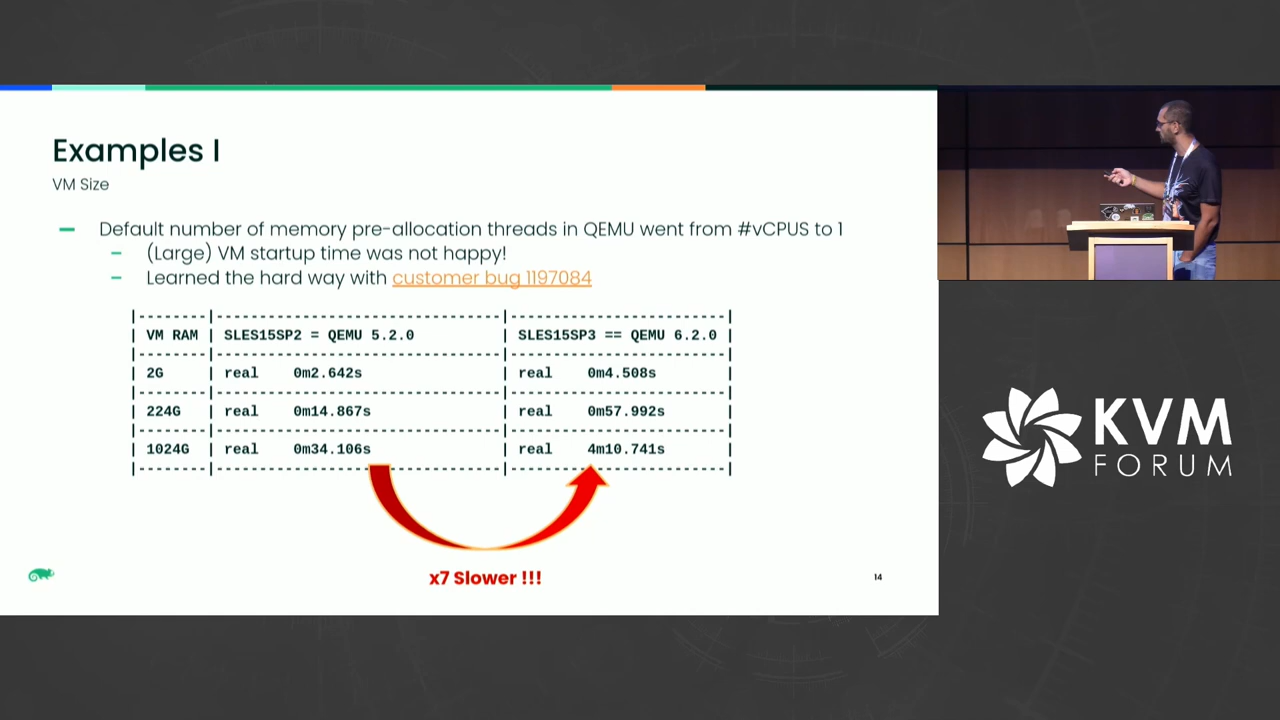 Examples I
VM Size
– Default number of memory pre-allocation threads in QEMU went from #vCPUS to 1
– (Large) VM startup time was not happy!
– Learned the hard way with customer bug 1197084
|-------|-----------------------------|----------------------|
| VM RAM | SLES15SP2 = QEMU 5.2.0 | SLES15SP3 == QEMU 6.2.0 |
|-------|-----------------------------|----------------------|
| 2G | real 0m2.642s | real 0m4.508s |
|-------|-----------------------------|----------------------|
| 224G | real 0m14.867s | real 0m57.992s |
|-------|-----------------------------|----------------------|
| 1024G | real 0m34.106s | real 4m10.741s |
|-------|-----------------------------|----------------------|
x7 Slower !!!
14
KVM
FORUM